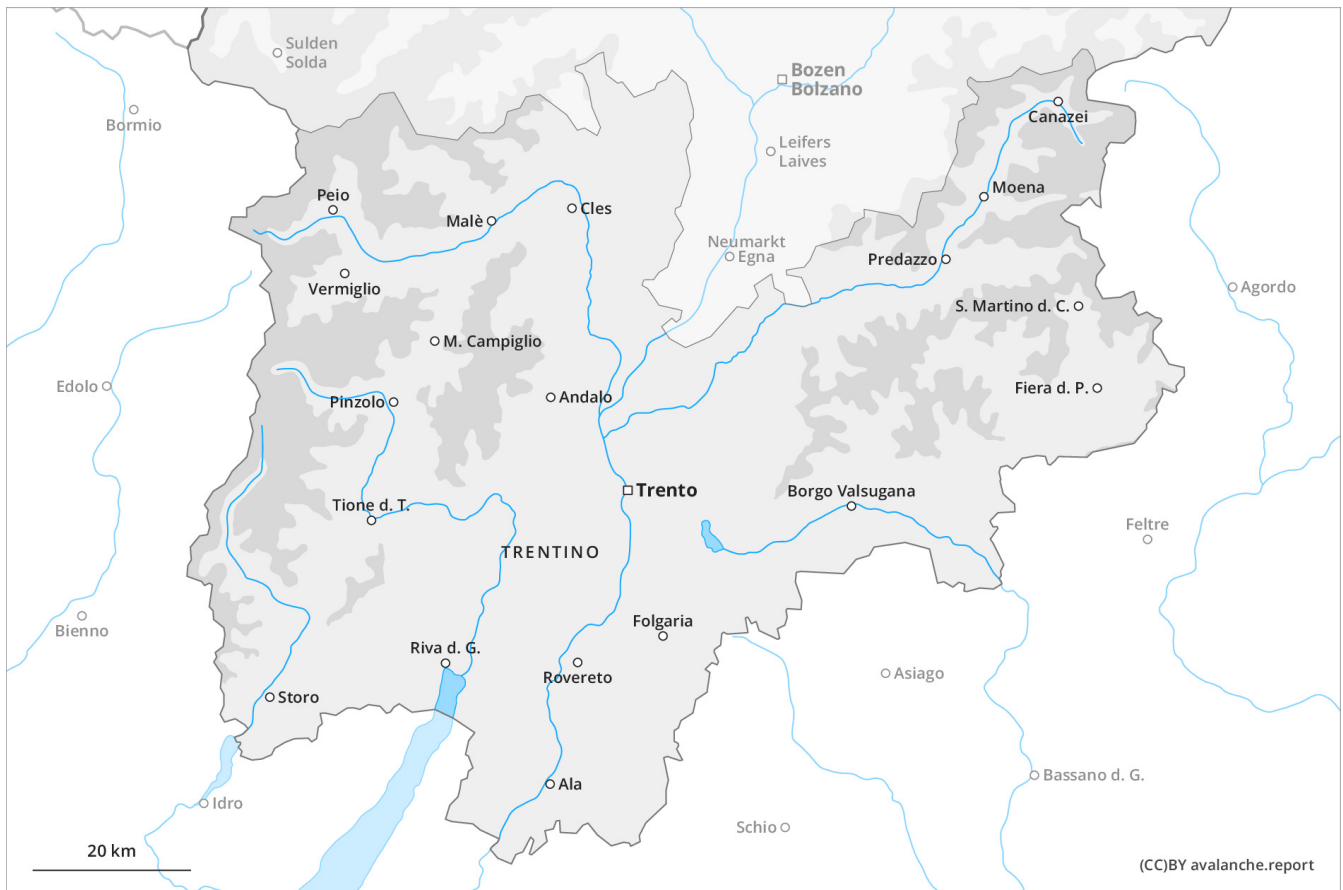 Sulden
Solda
Bozen
Bolzano
Bormio
Canazei
Leifers
Laives
Peio
Moena
Malè
Cles
Neumarkt
Egna
Predazzo
Vermiglio
Agordo
S. Martino d. C.
M. Campiglio
Edolo
Fiera d. P.
Pinzolo
Andalo
Trento
Borgo Valsugana
Tione d. T.
Feltre
TRENTINO
Bienno
Folgaria
Riva d. G.
Asiago
Rovereto
Storo
Bassano d. G.
Ala
Idro
Schio
20 km
(CC)BY avalanche.report